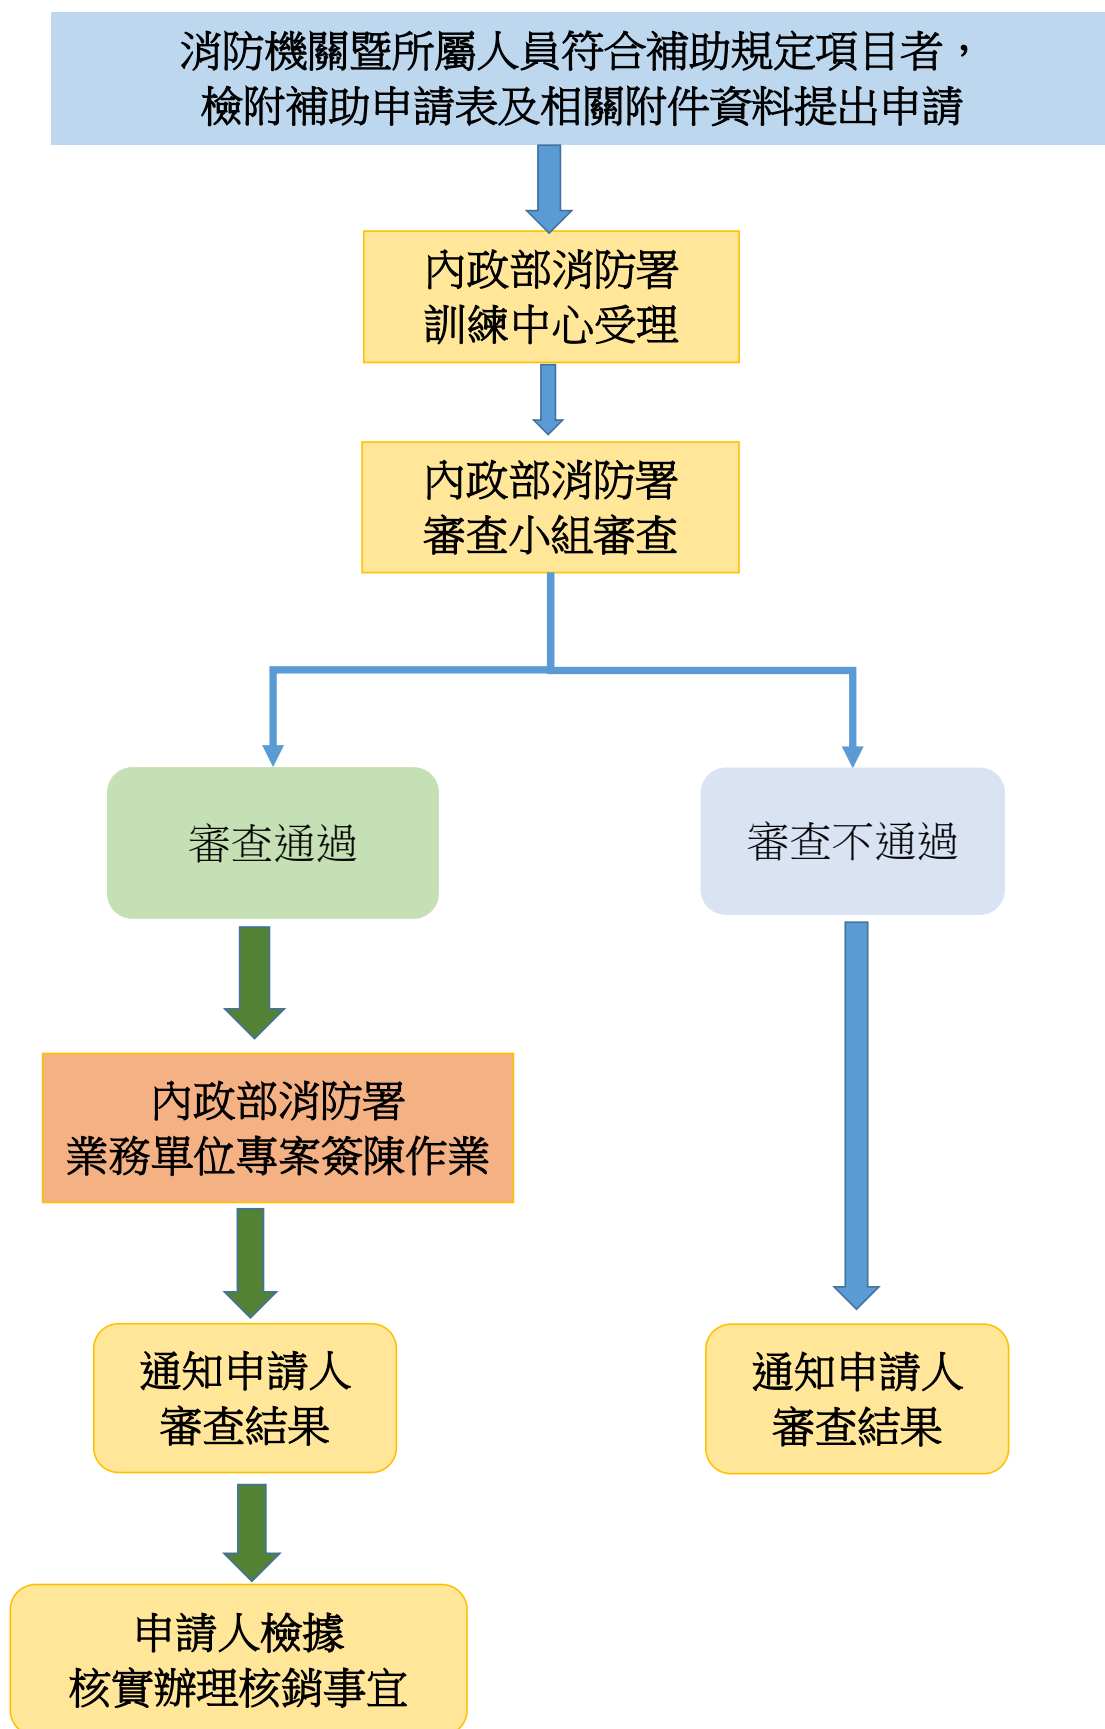 消防機關暨所屬人員符合補助規定項目者，
檢附補助申請表及相關附件資料提出申請
內政部消防署
訓練中心受理
內政部消防署
審查小組審查
審查通過
審查不通過
內政部消防署
業務單位專案簽陳作業
通知申請人
審查結果
通知申請人
審查結果
申請人檢據
核實辦理核銷事宜